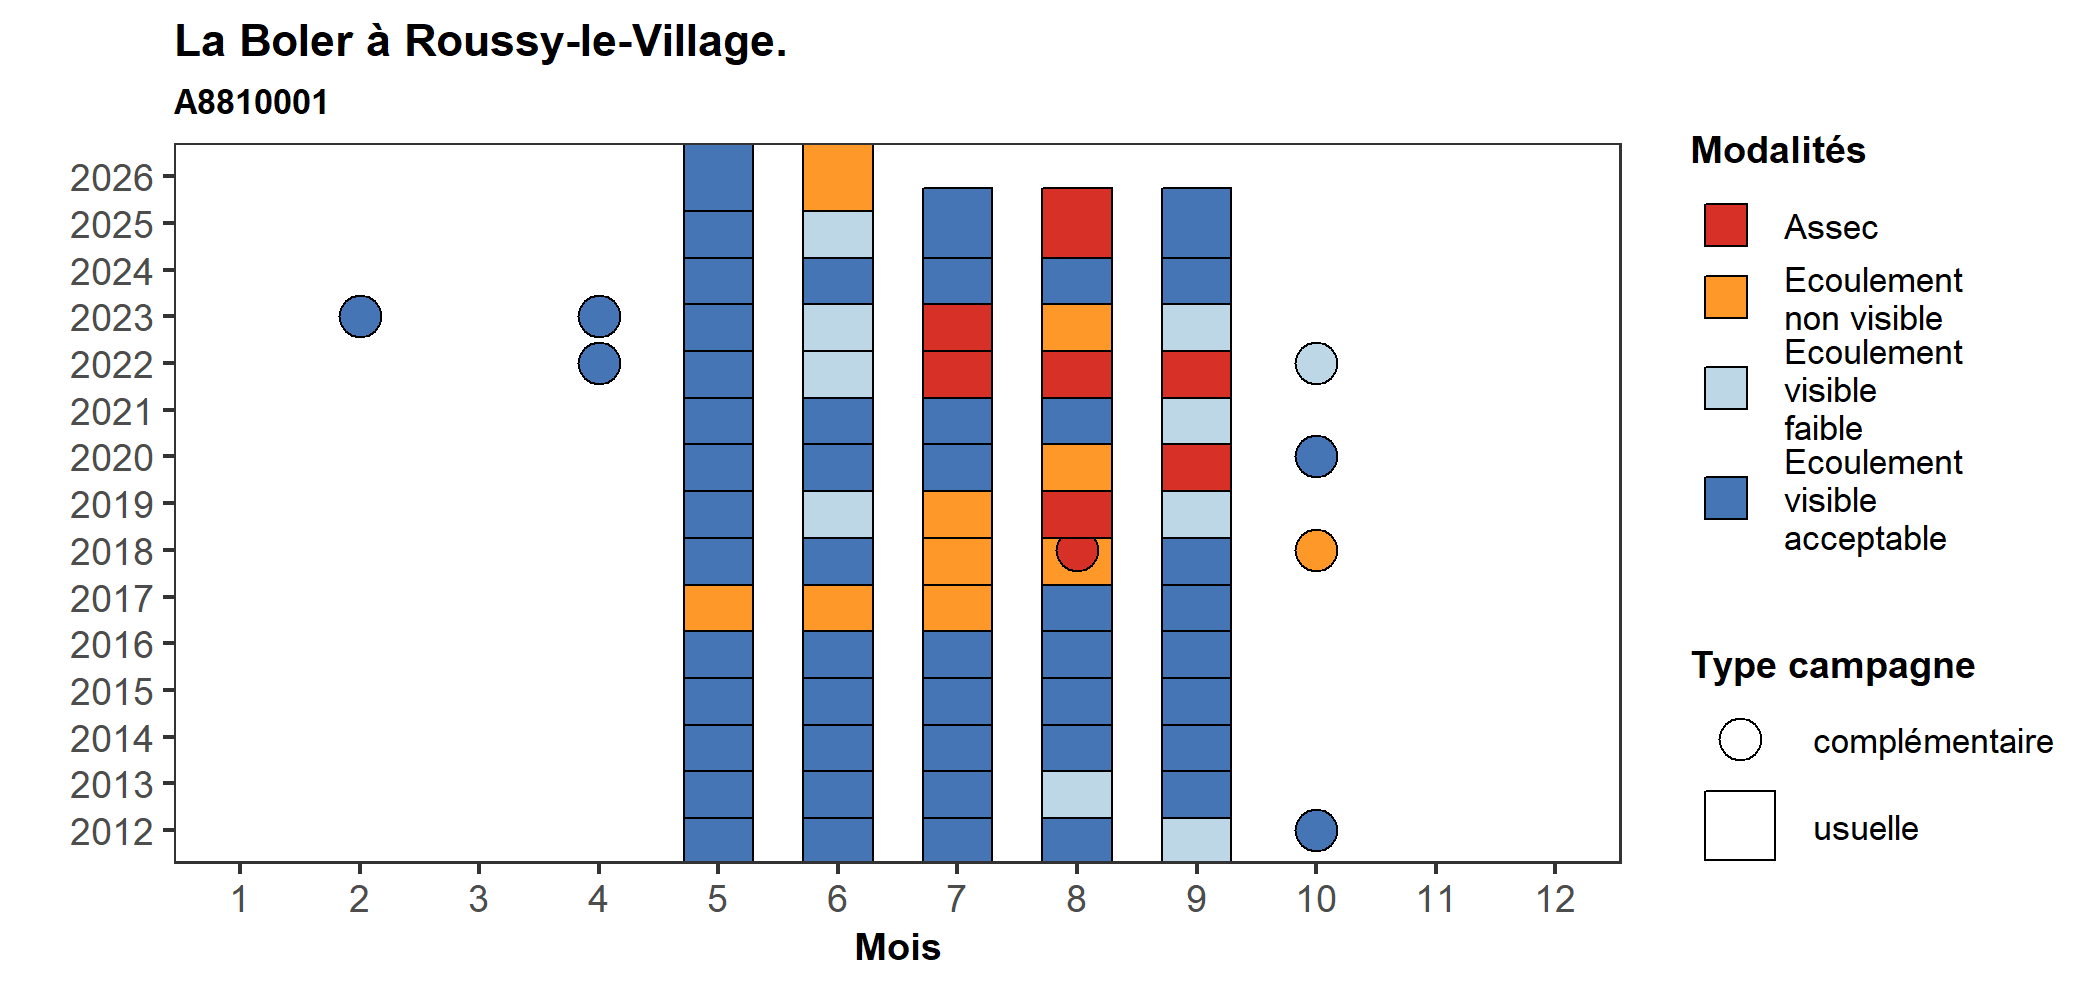 La Boler à Roussy-le-Village.
A8810001
2026
2025
2024
2023
2022
2021
2020
2019
2018
2017
2016
2015
2014
2013
2012
1 2 3 4 5 6 7 8 9 10 11 12
Mois
Modalités
Assec
Ecoulement
non visible
Ecoulement
visible
faible
Ecoulement
visible
acceptable
Type campagne
complémentaire
usuelle